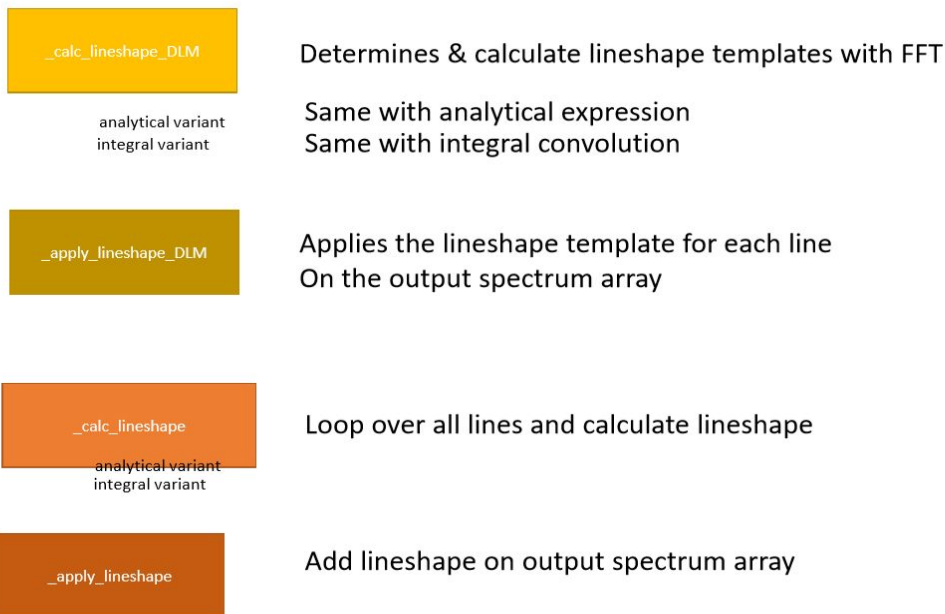 _calc_lineshape_DLM
Determines & calculate lineshape templates with FFT
analytical variant
Same with analytical expression
integral variant
Same with integral convolution
_apply_lineshape_DLM
Applies the lineshape template for each line
On the output spectrum array
_calc_lineshape
Loop over all lines and calculate lineshape
analytical variant
integral variant
_apply_lineshape
Add lineshape on output spectrum array